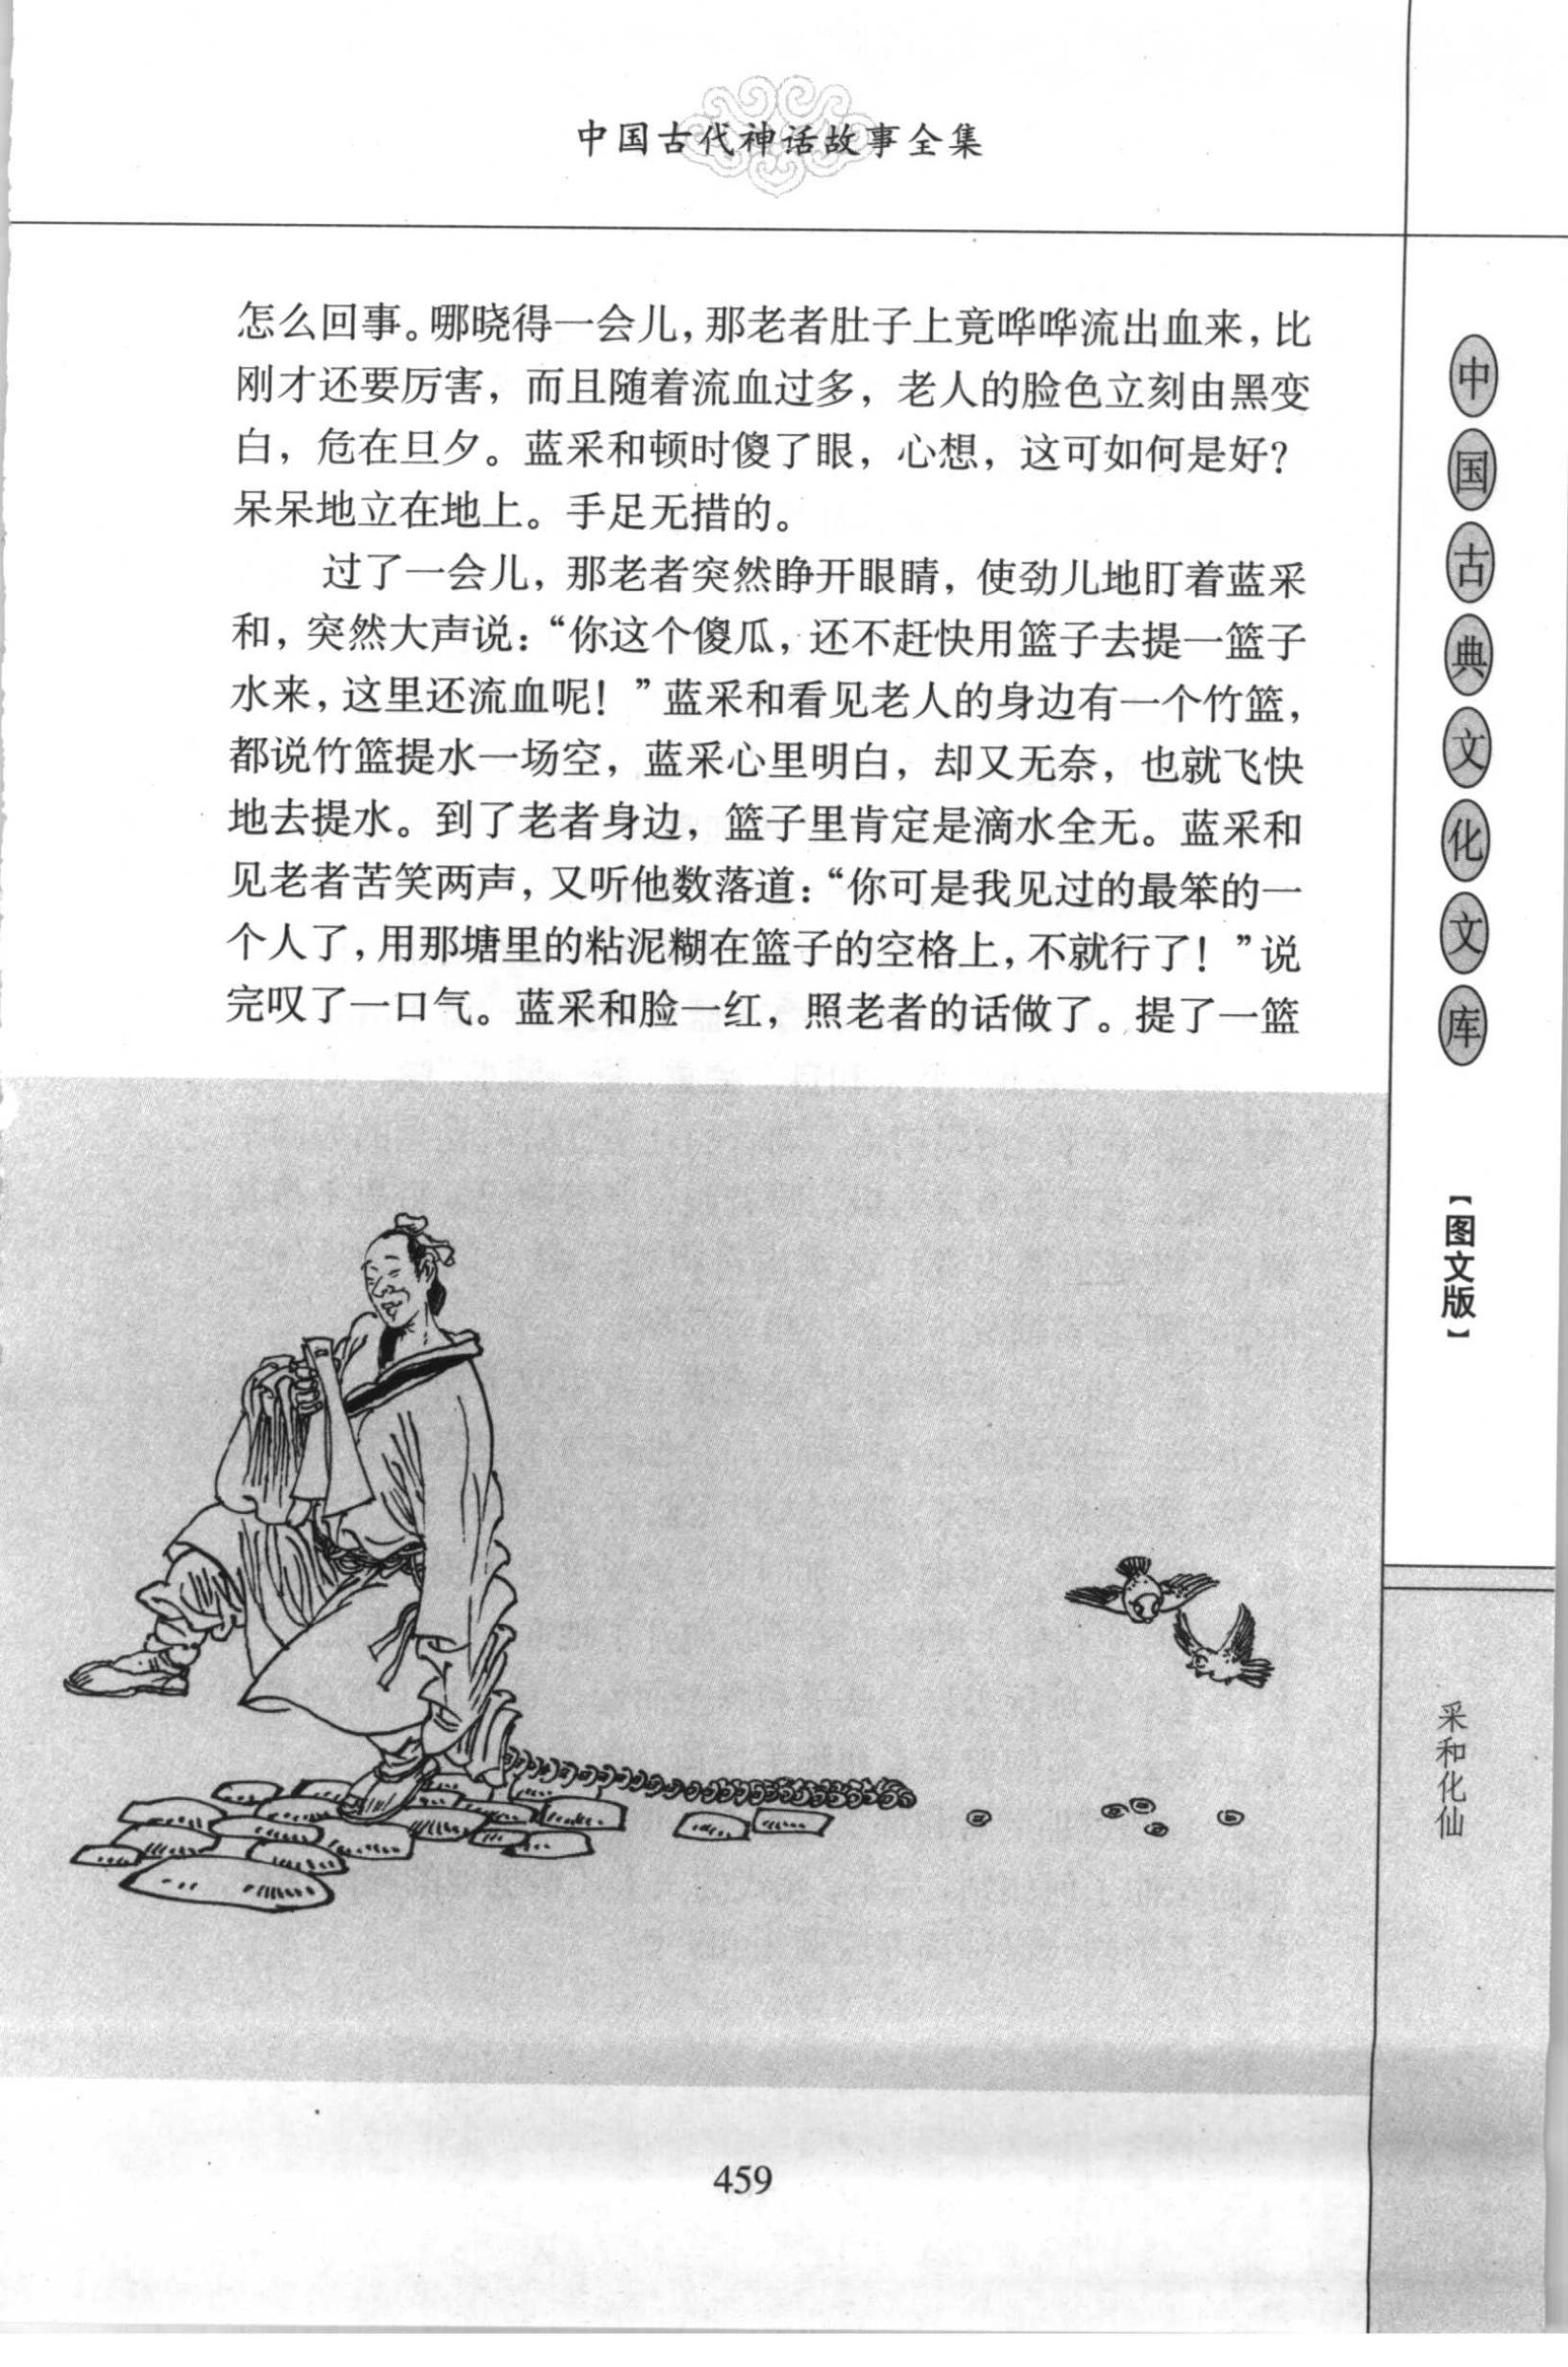 中国古代神话故事全集
怎么回事。哪晓得一会儿，那老者肚子上竟哗哗流出血来，比
刚才还要厉害，而且随着流血过多，老人的脸色立刻由黑变
白，危在旦夕。蓝采和顿时傻了眼，心想，这可如何是好？
呆呆地立在地上。手足无措的。
过了一会儿，那老者突然睁开眼睛，使劲儿地盯着蓝采
和，突然大声说：“你这个傻瓜，还不赶快用篮子去提一篮子
水来，这里还流血呢！”蓝采和看见老人的身边有一个竹篮，
都说竹篮提水一场空，蓝采心里明白，却又无奈，也就飞快
地去提水。到了老者身边，篮子里肯定是滴水全无。蓝采和
见老者苦笑两声，又听他数落道：“你可是我见过的最笨的一
个人了，用那塘里的粘泥糊在篮子的空格上，不就行了！”说
完叹了一口气。蓝采和脸一红，照老者的话做了。提了一篮
中国古典文化文库
【图文版】
采和化仙
459